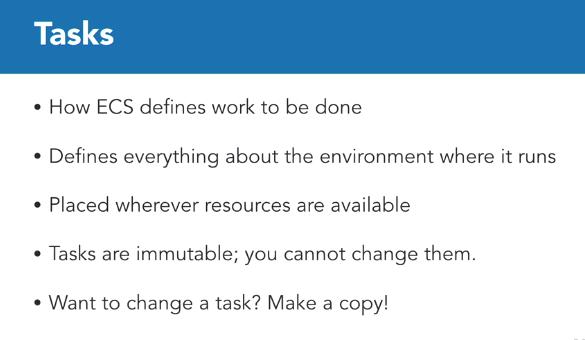 Tasks
• How ECS defines work to be done
• Defines everything about the environment where it runs
• Placed wherever resources are available
• Tasks are immutable; you cannot change them.
• Want to change a task? Make a copy!